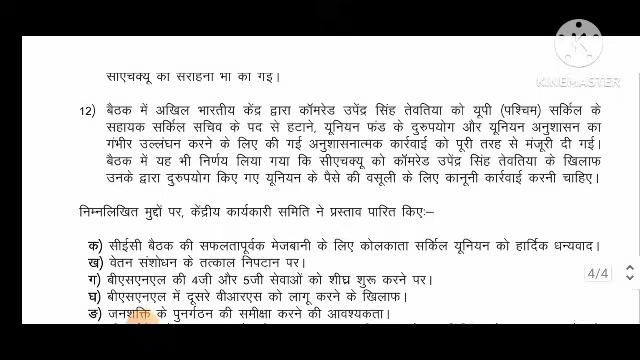 साएचक्यू का सराहना भा का गइ।
KINEMASTER
12) बैठक में अखिल भारतीय केंद्र द्वारा कॉमरेड उपेंद्र सिंह तेवतिया को यूपी (पश्चिम) सर्किल के
सहायक सर्किल सचिव के पद से हटाने, यूनियन फंड के दुरुपयोग और यूनियन अनुशासन का
गंभीर उल्लंघन करने के लिए की गई अनुशासनात्मक कार्रवाई को पूरी तरह से मंजूरी दी गई।
बैठक में यह भी निर्णय लिया गया कि सीएचक्यू को कॉमरेड उपेंद्र सिंह तेवतिया के खिलाफ
उनके द्वारा दुरुपयोग किए गए यूनियन के पैसे की वसूली के लिए कानूनी कार्रवाई करनी चाहिए।
निम्नलिखित मुद्दों पर, केंद्रीय कार्यकारी समिति ने प्रस्ताव पारित किए:–
क) सीईसी बैठक की सफलतापूर्वक मेजबानी के लिए कोलकाता सर्किल यूनियन को हार्दिक धन्यवाद।
ख) वेतन संशोधन के तत्काल निपटान पर।
ग) बीएसएनएल की 4जी और 5जी सेवाओं को शीघ्र शुरू करने पर।
4/4
घ) बीएसएनएल में दूसरे वीआरएस को लागू करने के खिलाफ।
ङ) जनशक्ति के पुनर्गठन की समीक्षा करने की आवश्यकता।